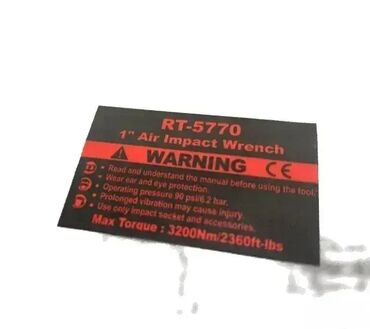 RT-5770
1" Air Impact Wrench
WARNING CE
• Read and understand the manual before using the tool.
• Wear ear and eye protection.
• Operating pressure 90 psi/6.2 bar.
• Prolonged vibration may cause injury.
• Use only impact socket and accessories.
Max Torque : 3200Nm/2360ft-lbs